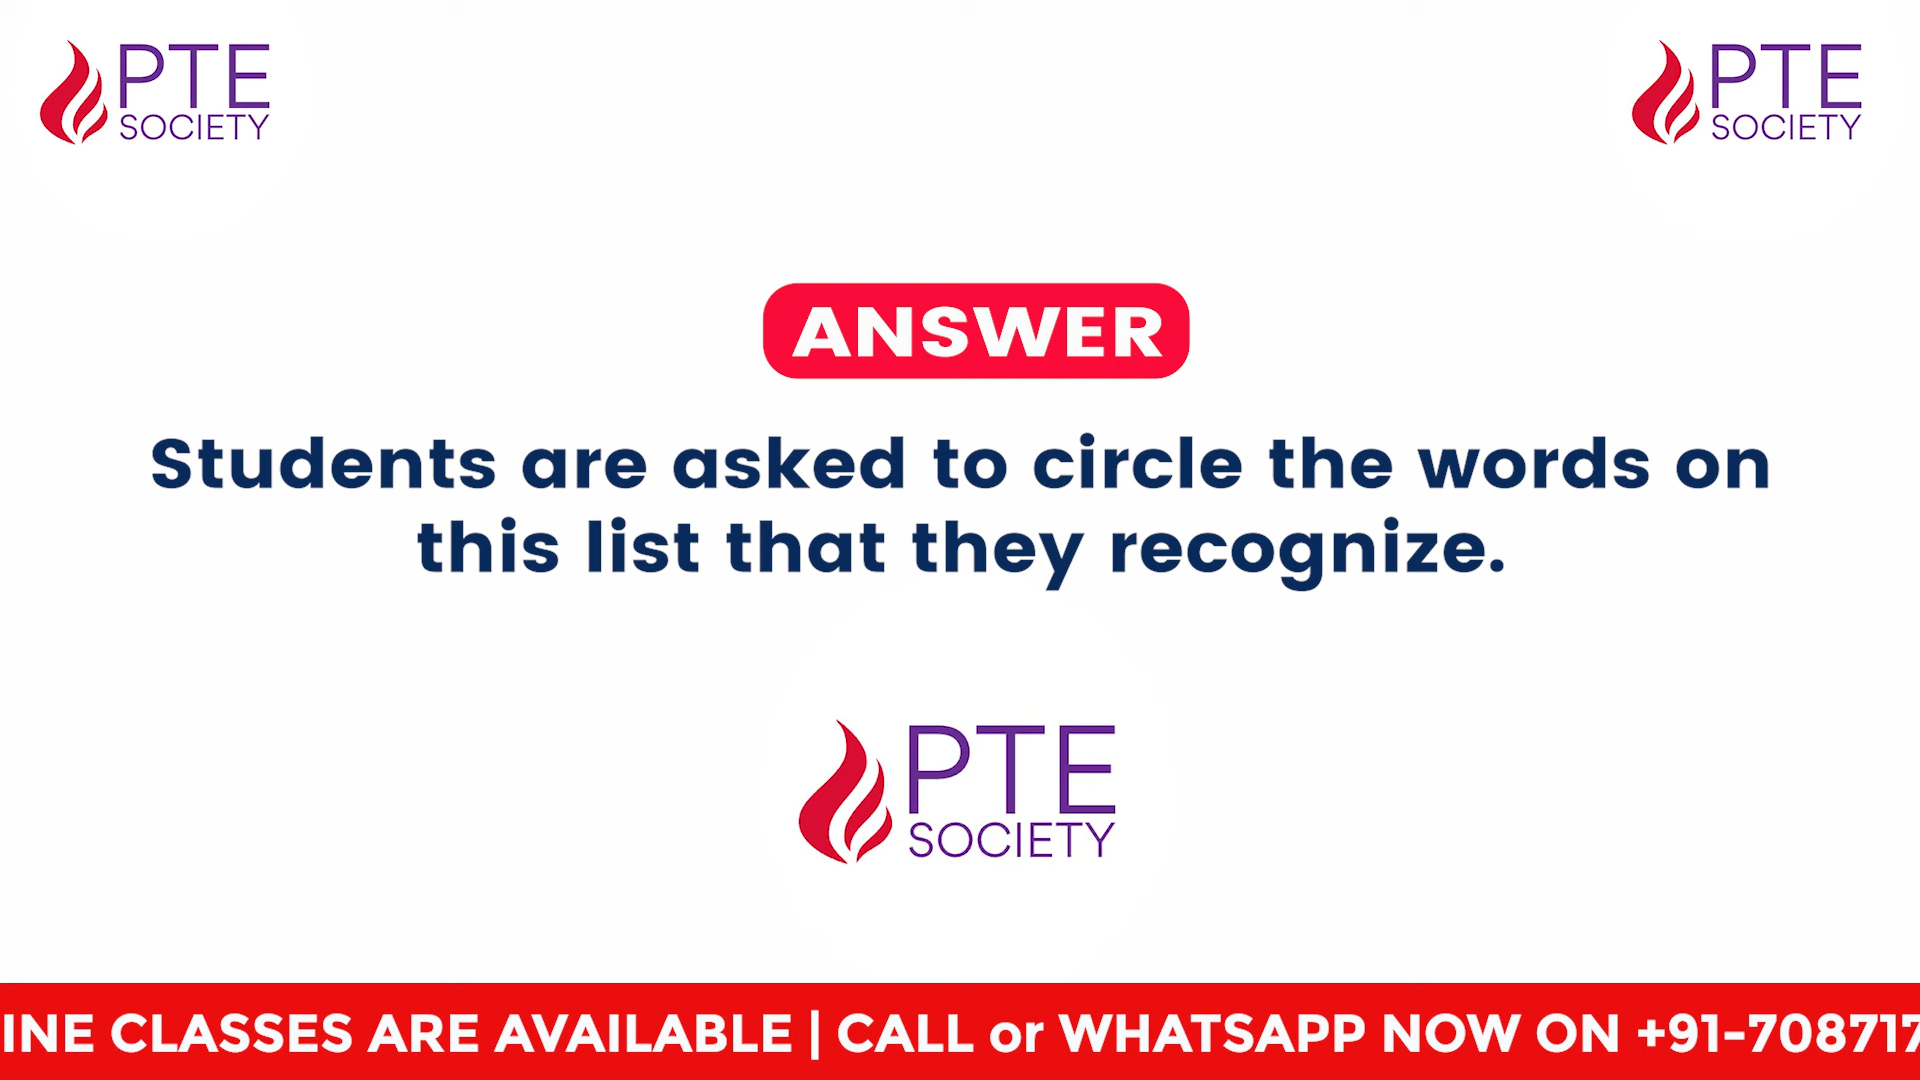 PTE
SOCIETY
PTE
SOCIETY
ANSWER
Students are asked to circle the words on
this list that they recognize.
PTE
SOCIETY
INE CLASSES ARE AVAILABLE | CALL or WHATSAPP NOW ON +91-708717